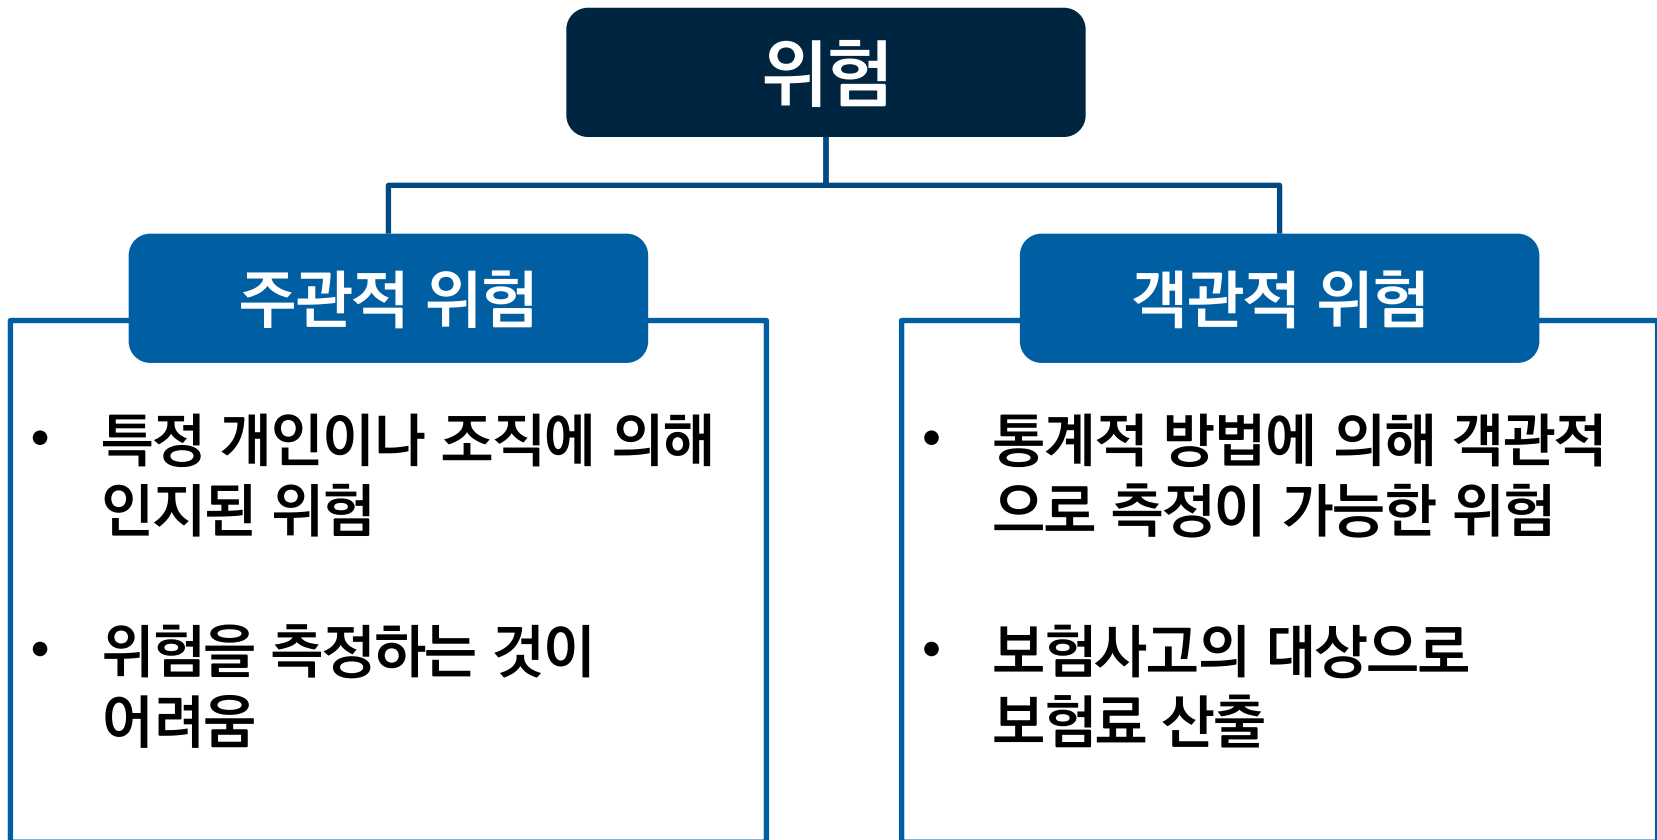 위험
주관적 위험
• 특정 개인이나 조직에 의해
인지된 위험
• 위험을 측정하는 것이
어려움
객관적 위험
• 통계적 방법에 의해 객관적
으로 측정이 가능한 위험
• 보험사고의 대상으로
보험료 산출